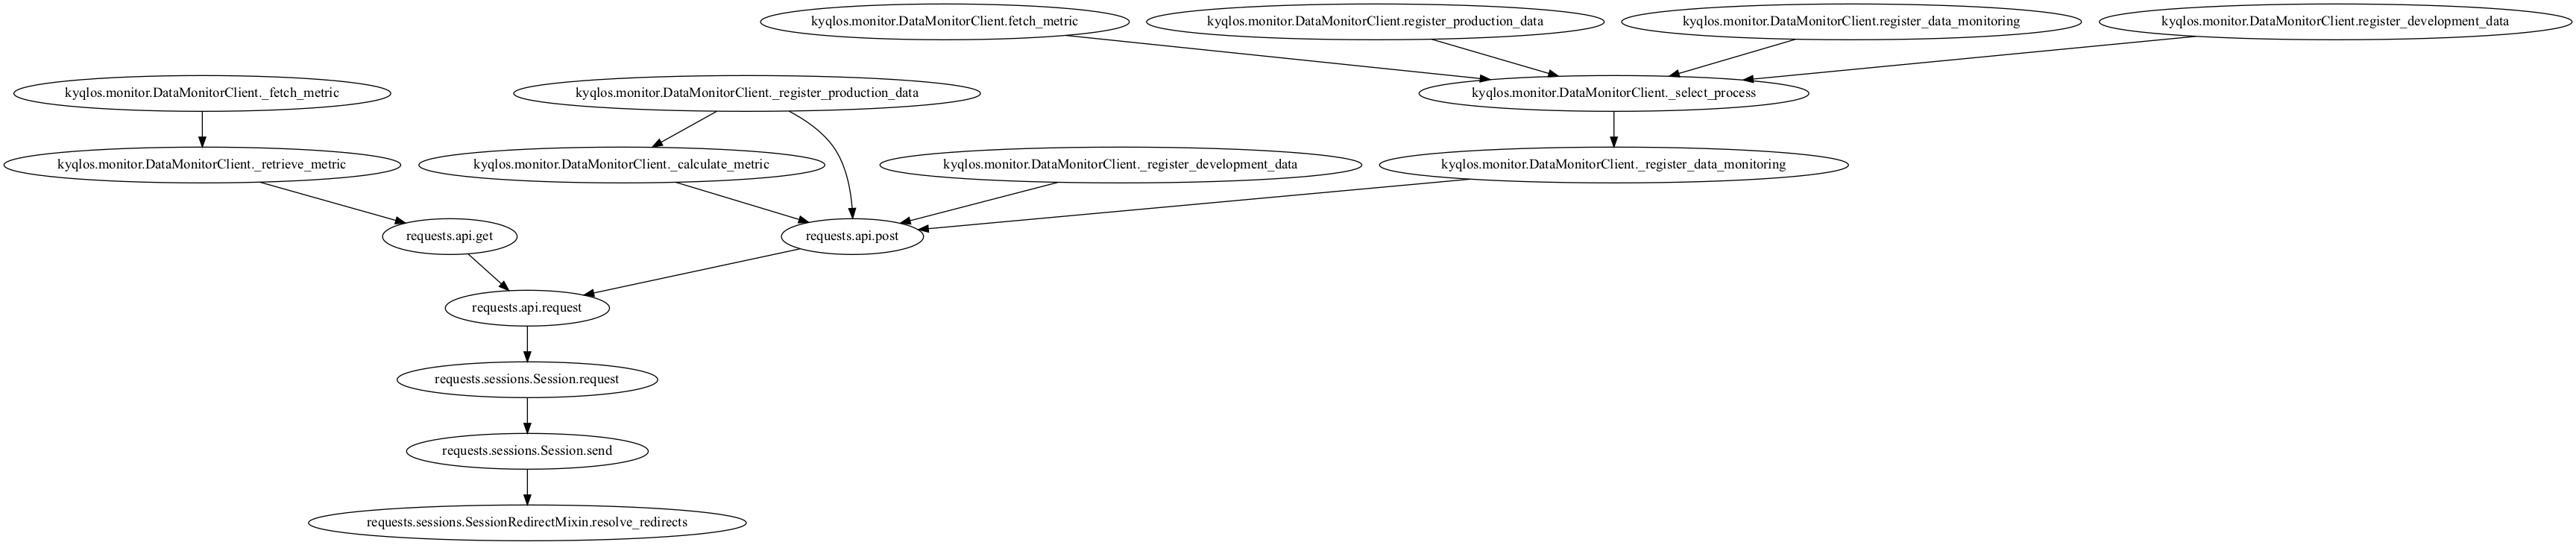 kyqlos.monitor.DataMonitorClient.fetch_metric
kyqlos.monitor.DataMonitorClient.register_production_data
kyqlos.monitor.DataMonitorClient.register_data_monitoring
kyqlos.monitor.DataMonitorClient.register_development_data
kyqlos.monitor.DataMonitorClient._fetch_metric
kyqlos.monitor.DataMonitorClient._register_production_data
kyqlos.monitor.DataMonitorClient._select_process
kyqlos.monitor.DataMonitorClient._retrieve_metric
kyqlos.monitor.DataMonitorClient._calculate_metric
kyqlos.monitor.DataMonitorClient._register_development_data
kyqlos.monitor.DataMonitorClient._register_data_monitoring
requests.api.get
requests.api.post
requests.api.request
requests.sessions.Session.request
requests.sessions.Session.send
requests.sessions.SessionRedirectMixin.resolve_redirects